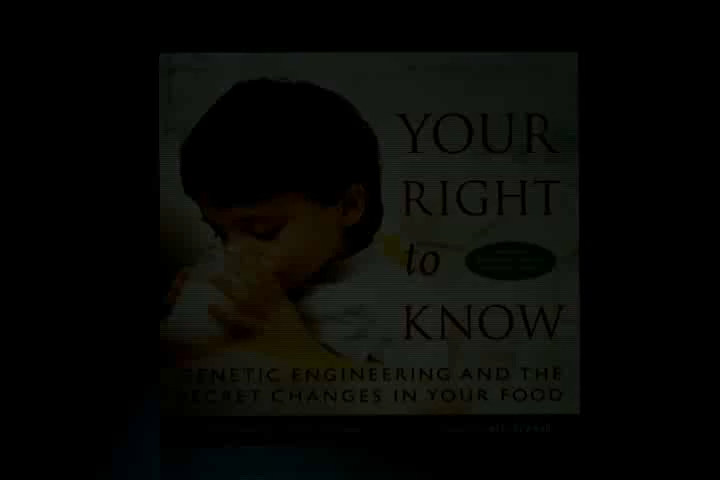 YOUR
RIGHT
to
KNOW
GENETIC ENGINEERING AND THE
SECRET CHANGES IN YOUR FOOD